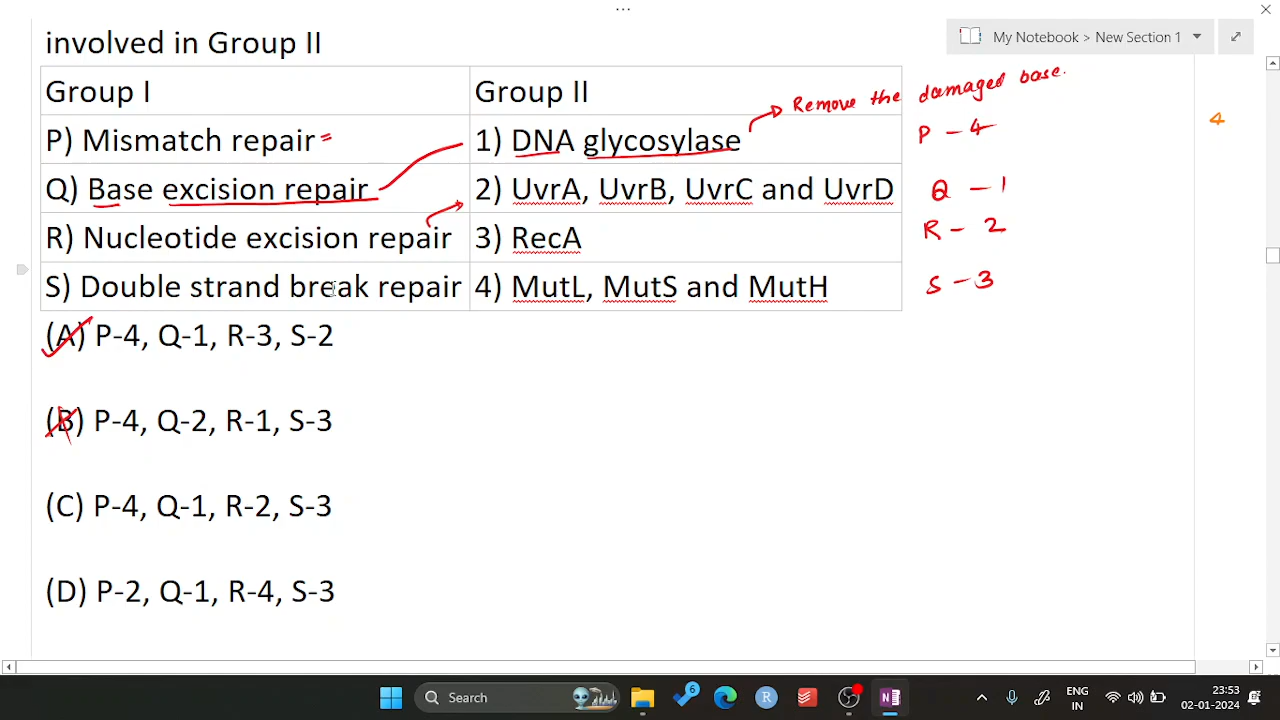 ...
involved in Group II
My Notebook > New Section 1
Group I Group II Remove the damaged base.
P) Mismatch repair = 1) DNA glycosylase P - 4
4
Q) Base excision repair 2) UvrA, UvrB, UvrC and UvrD Q - 1
R) Nucleotide excision repair 3) RecA R - 2
S) Double strand break repair 4) MutL, MutS and MutH S - 3
(A) P-4, Q-1, R-3, S-2
(B) P-4, Q-2, R-1, S-3
(C) P-4, Q-1, R-2, S-3
(D) P-2, Q-1, R-4, S-3
Search 6 R ENG 23:53
IN 02-01-2024